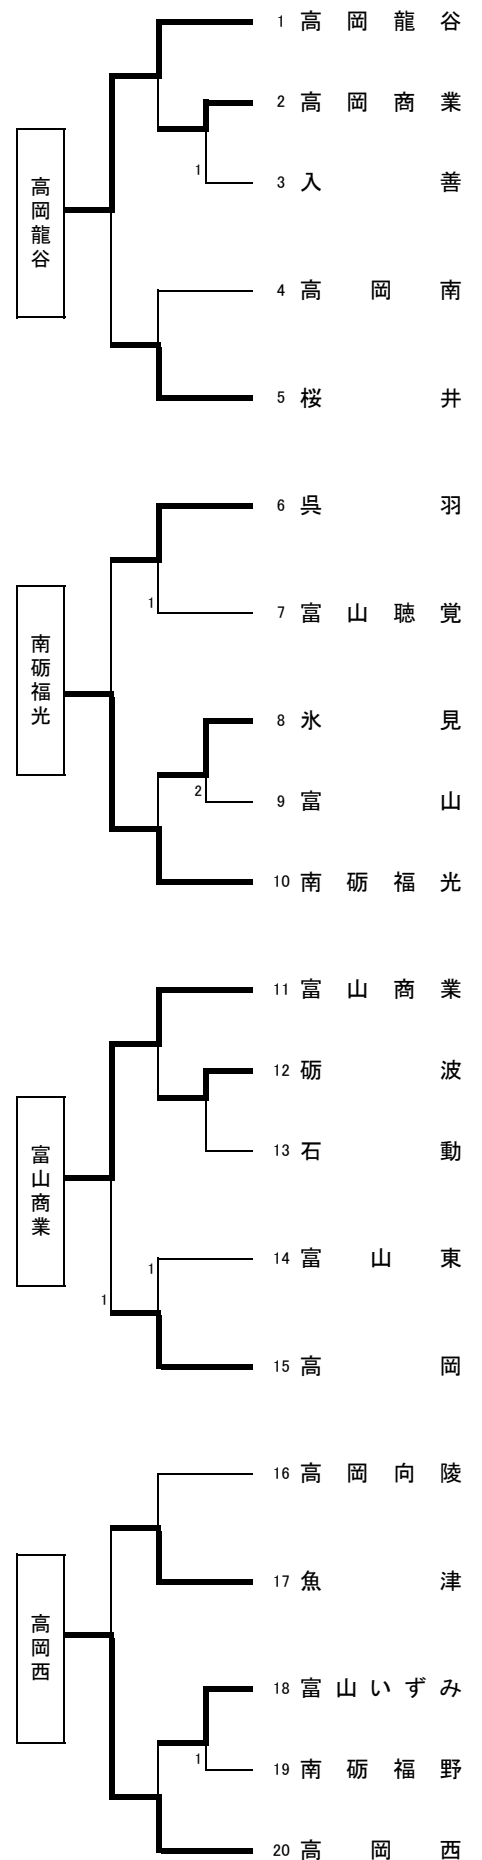 1 高岡龍谷
2 高岡商業
1
3 入善
高岡龍谷
4 高岡南
5 桜井
6 呉羽
1
7 富山聴覚
南砺福光
8 氷見
2
9 富山
10 南砺福光
11 富山商業
12 砺波
13 石動
富山商業
14 富山東
1
1
15 高岡
16 高岡向陵
17 魚津
高岡西
18 富山いずみ
1
19 南砺福野
20 高岡西